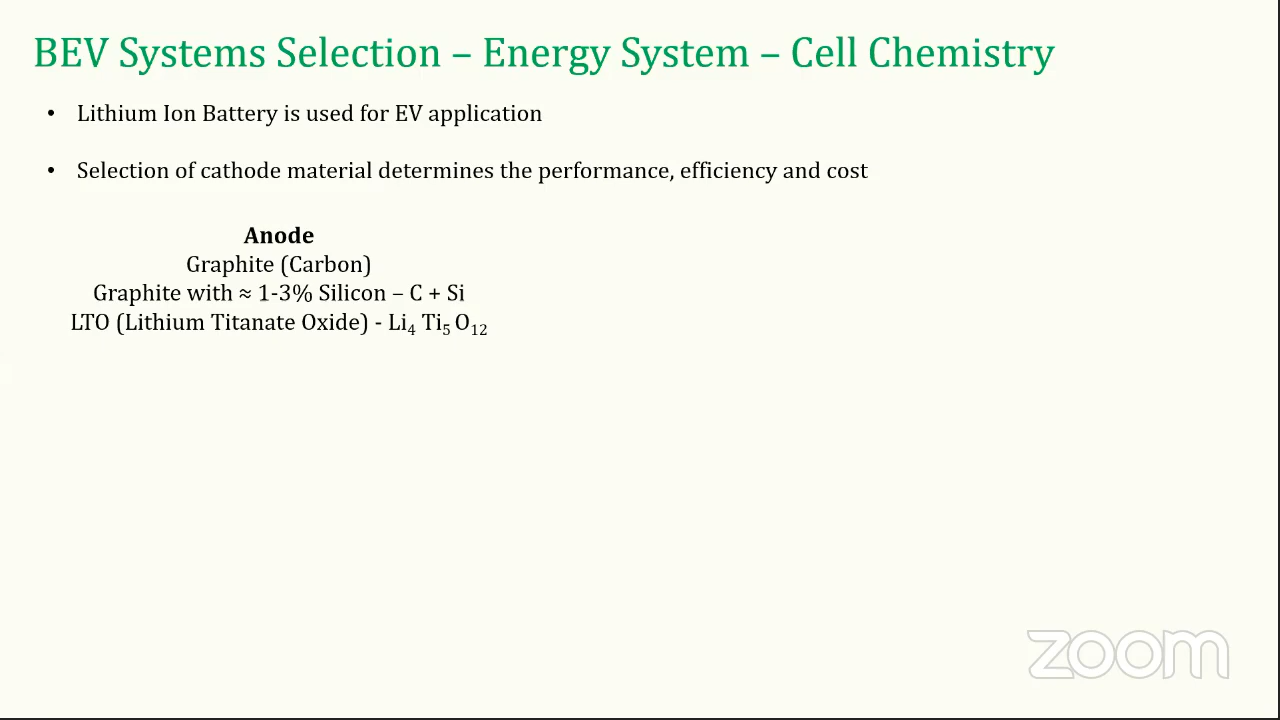 BEV Systems Selection – Energy System – Cell Chemistry
• Lithium Ion Battery is used for EV application
• Selection of cathode material determines the performance, efficiency and cost
Anode
Graphite (Carbon)
Graphite with ≈ 1-3% Silicon – C + Si
LTO (Lithium Titanate Oxide) - Li₄ Ti₅ O₁₂
zoom